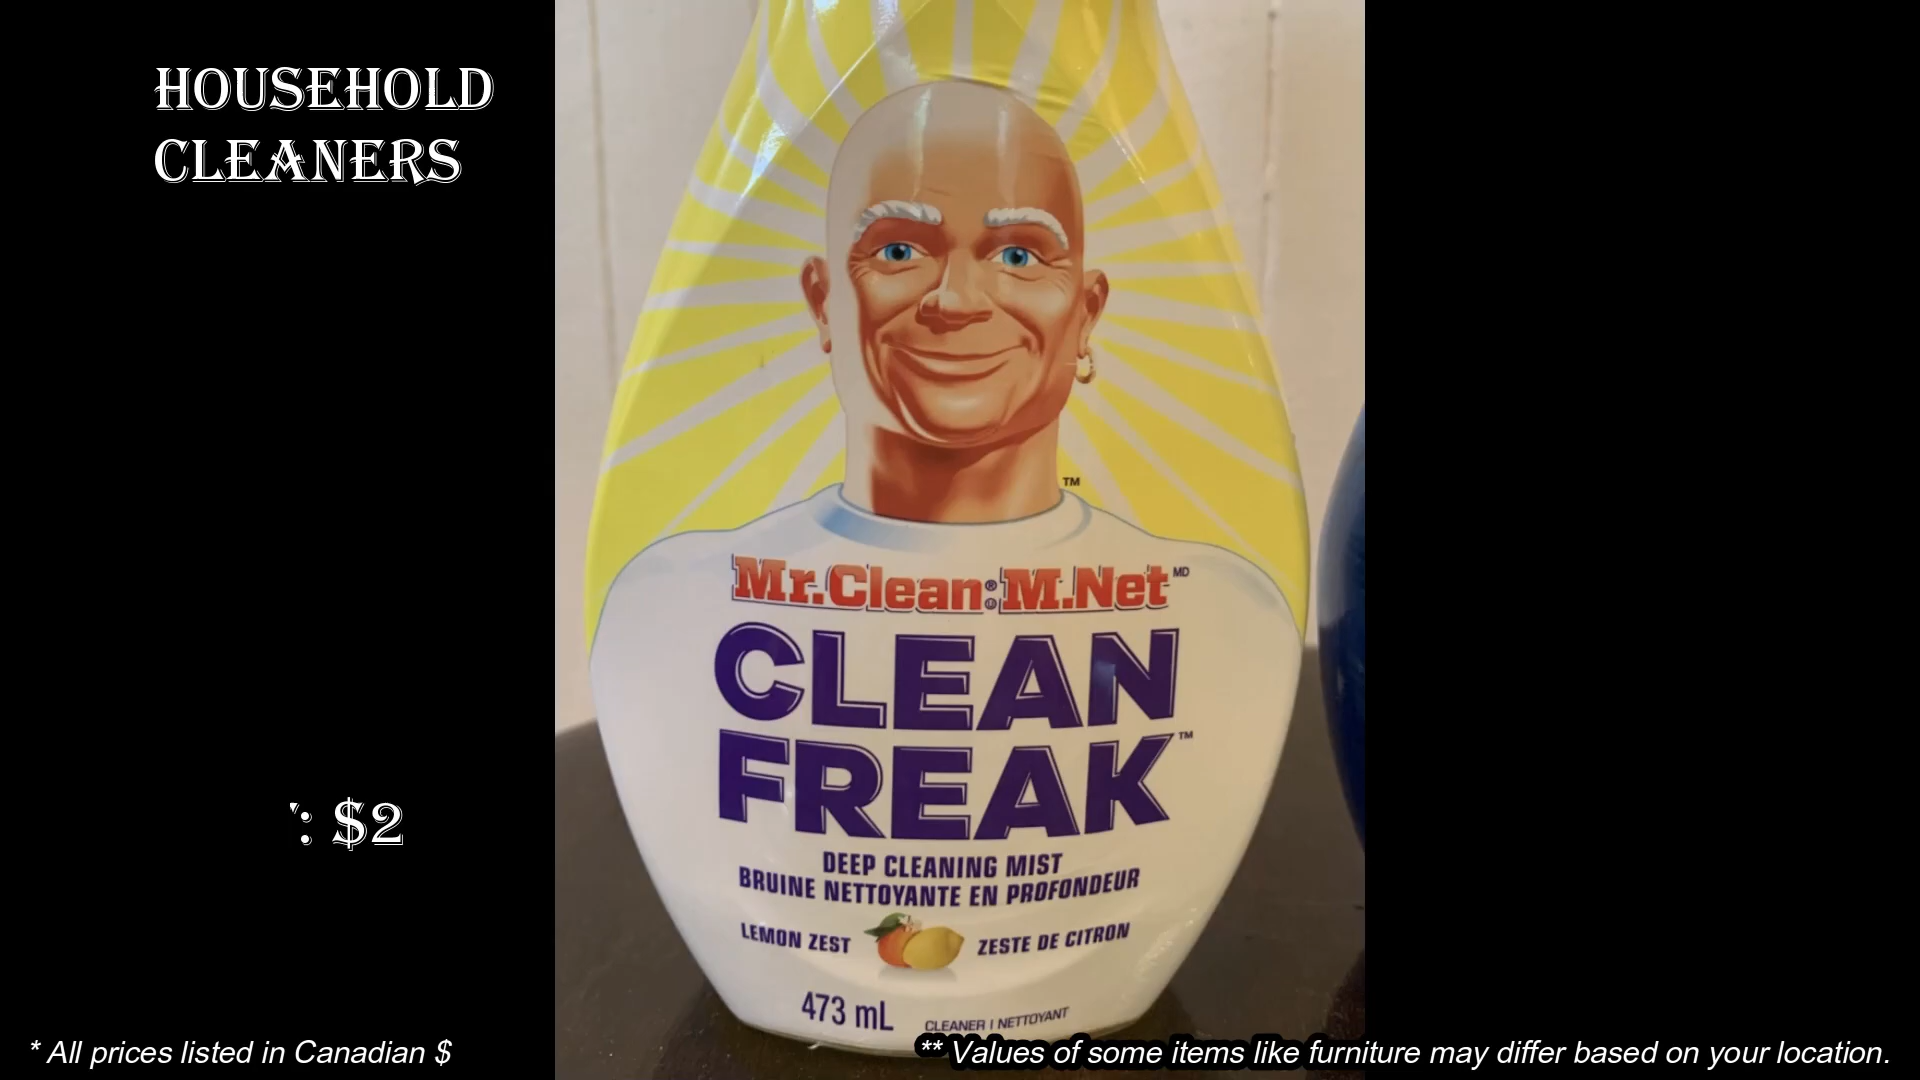 HOUSEHOLD
CLEANERS
: $2
TM
Mr.Clean®M.Net MD
CLEAN
FREAK™
DEEP CLEANING MIST
BRUINE NETTOYANTE EN PROFONDEUR
LEMON ZEST ZESTE DE CITRON
473 mL CLEANER | NETTOYANT
* All prices listed in Canadian $
** Values of some items like furniture may differ based on your location.